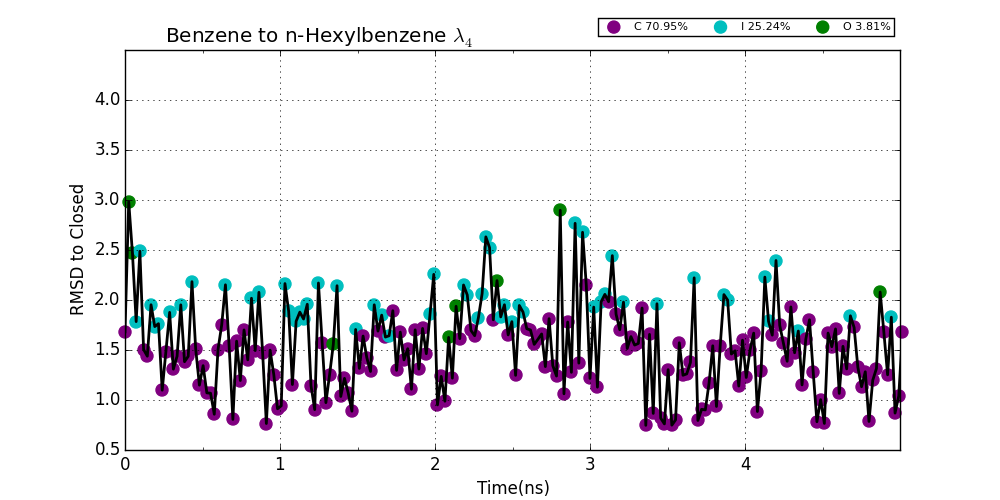 Benzene to n-Hexylbenzene λ₄
C 70.95% I 25.24% O 3.81%
4.0
3.5
3.0
2.5
2.0
1.5
1.0
0.5
RMSD to Closed
0 1 2 3 4
Time(ns)